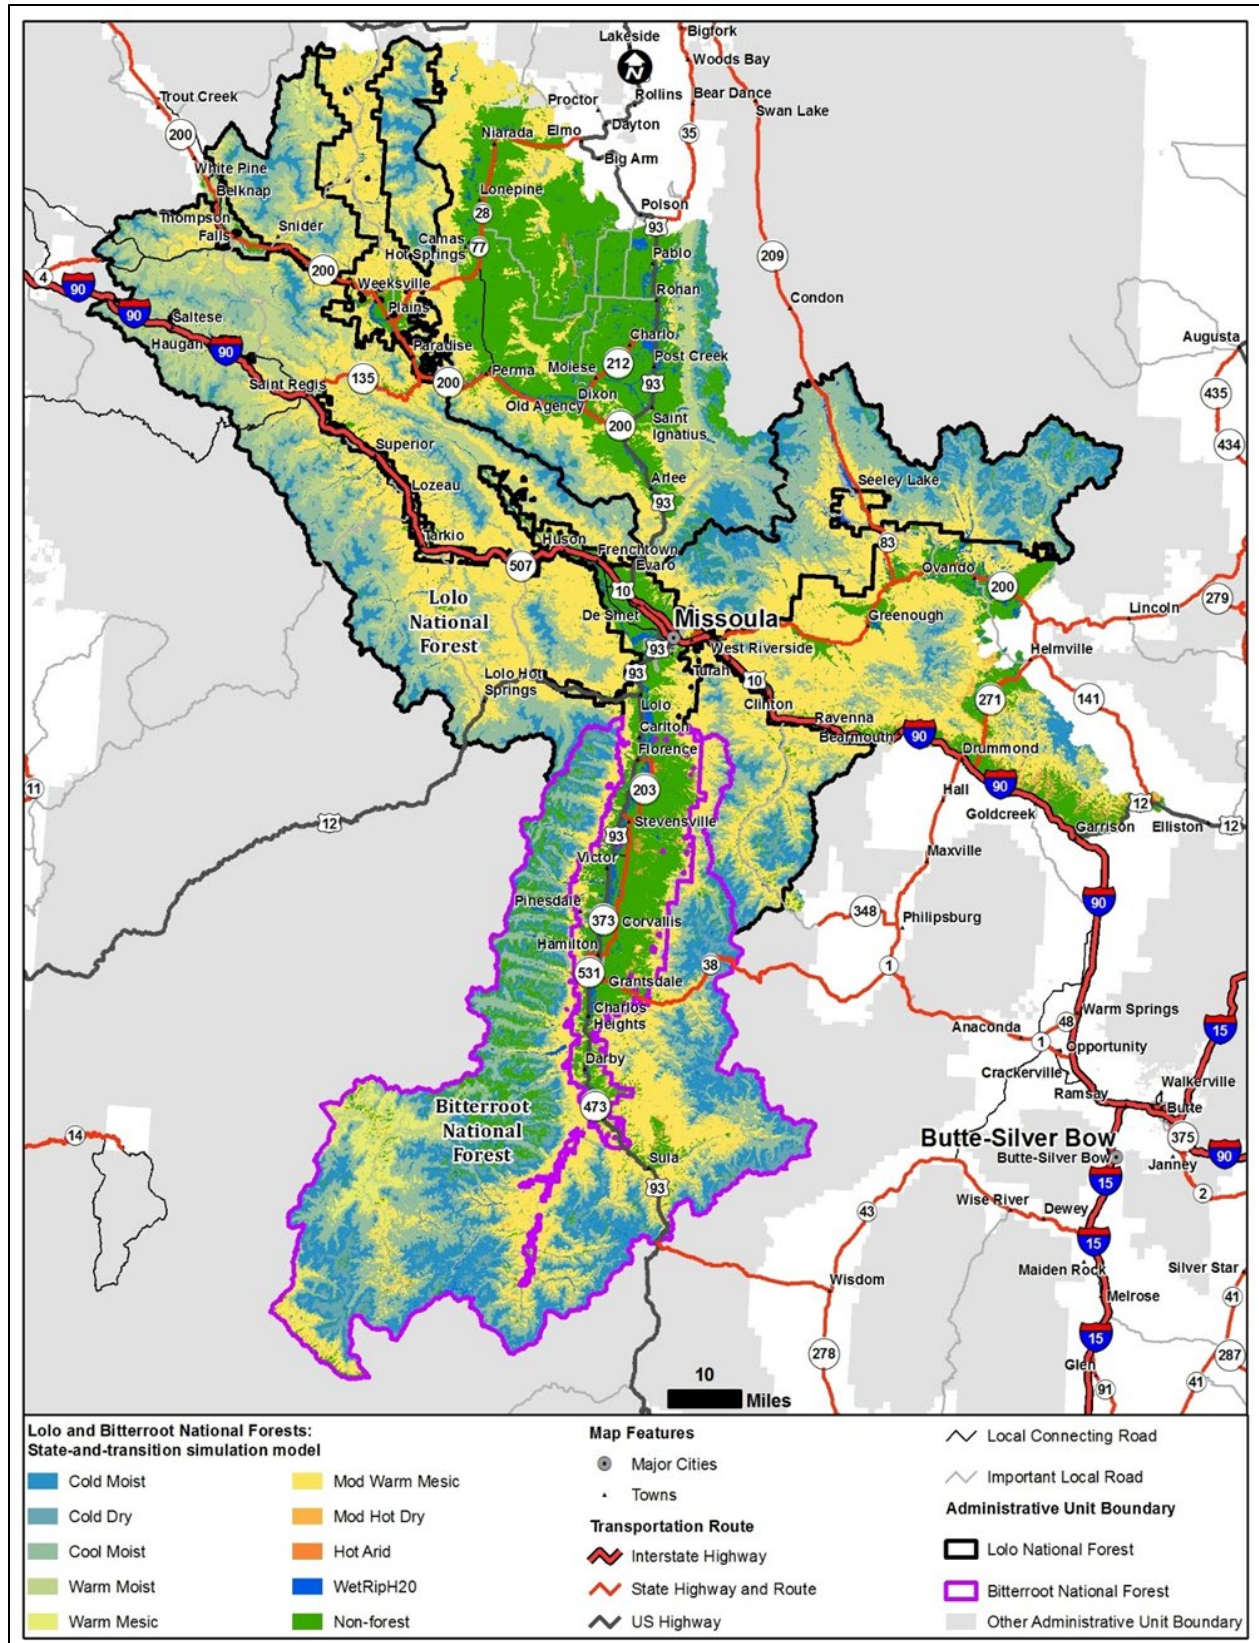 Lakeside
Bigfork
N
Woods Bay
Trout Creek
Proctor
Rollins
Bear Dance
Swan Lake
200
Niarada
Elmo
Dayton
35
White Pine
Big Arm
Belknap
Lonepine
Thompson
Falls
Snider
28
Polson
93
Camas
Hot Springs
77
Pablo
209
200
4
90
Weeksville
Ronan
90
Plains
Condon
Saltese
Haugan
90
Paradise
Charlo
Augusta
Saint Regis
135
200
Perma
Moiese
212
Post Creek
93
435
Dixon
Old Agency
200
Saint
Ignatius
434
Superior
Arlee
Lozeau
93
Seeley Lake
Tarkio
Huson
Frenchtown
83
507
Evaro
Ovando
200
Lolo
National
Forest
10
De Smet
Missoula
Greenough
Lincoln
279
93
West Riverside
Helmville
Lolo Hot
Springs
93
Turah
10
271
141
Lolo
Clinton
Carlton
Ravenna
Bearmouth
90
Florence
Drummond
11
203
Hall
90
12
12
Goldcreek
Garrison
Elliston
12
Stevensville
93
Victor
Maxville
Pinesdale
90
373
Corvallis
348
Philipsburg
Hamilton
531
38
1
Grantsdale
Charlos
Heights
Warm Springs
48
15
Anaconda
1
Opportunity
Darby
Crackerville
Walkerville
Bitterroot
National
Forest
473
Ramsay
Butte
14
Butte-Silver Bow
375
Butte-Silver Bow
90
Janney
Sula
15
93
2
Wise River
43
Dewey
15
Maiden Rock
Silver Star
Wisdom
Melrose
41
15
278
287
Glen
10
Miles
91
41
Lolo and Bitterroot National Forests:
State-and-transition simulation model
Cold Moist
Cold Dry
Cool Moist
Warm Moist
Warm Mesic
Mod Warm Mesic
Mod Hot Dry
Hot Arid
WetRipH20
Non-forest
Map Features
Major Cities
Towns
Transportation Route
Interstate Highway
State Highway and Route
US Highway
Local Connecting Road
Important Local Road
Administrative Unit Boundary
Lolo National Forest
Bitterroot National Forest
Other Administrative Unit Boundary